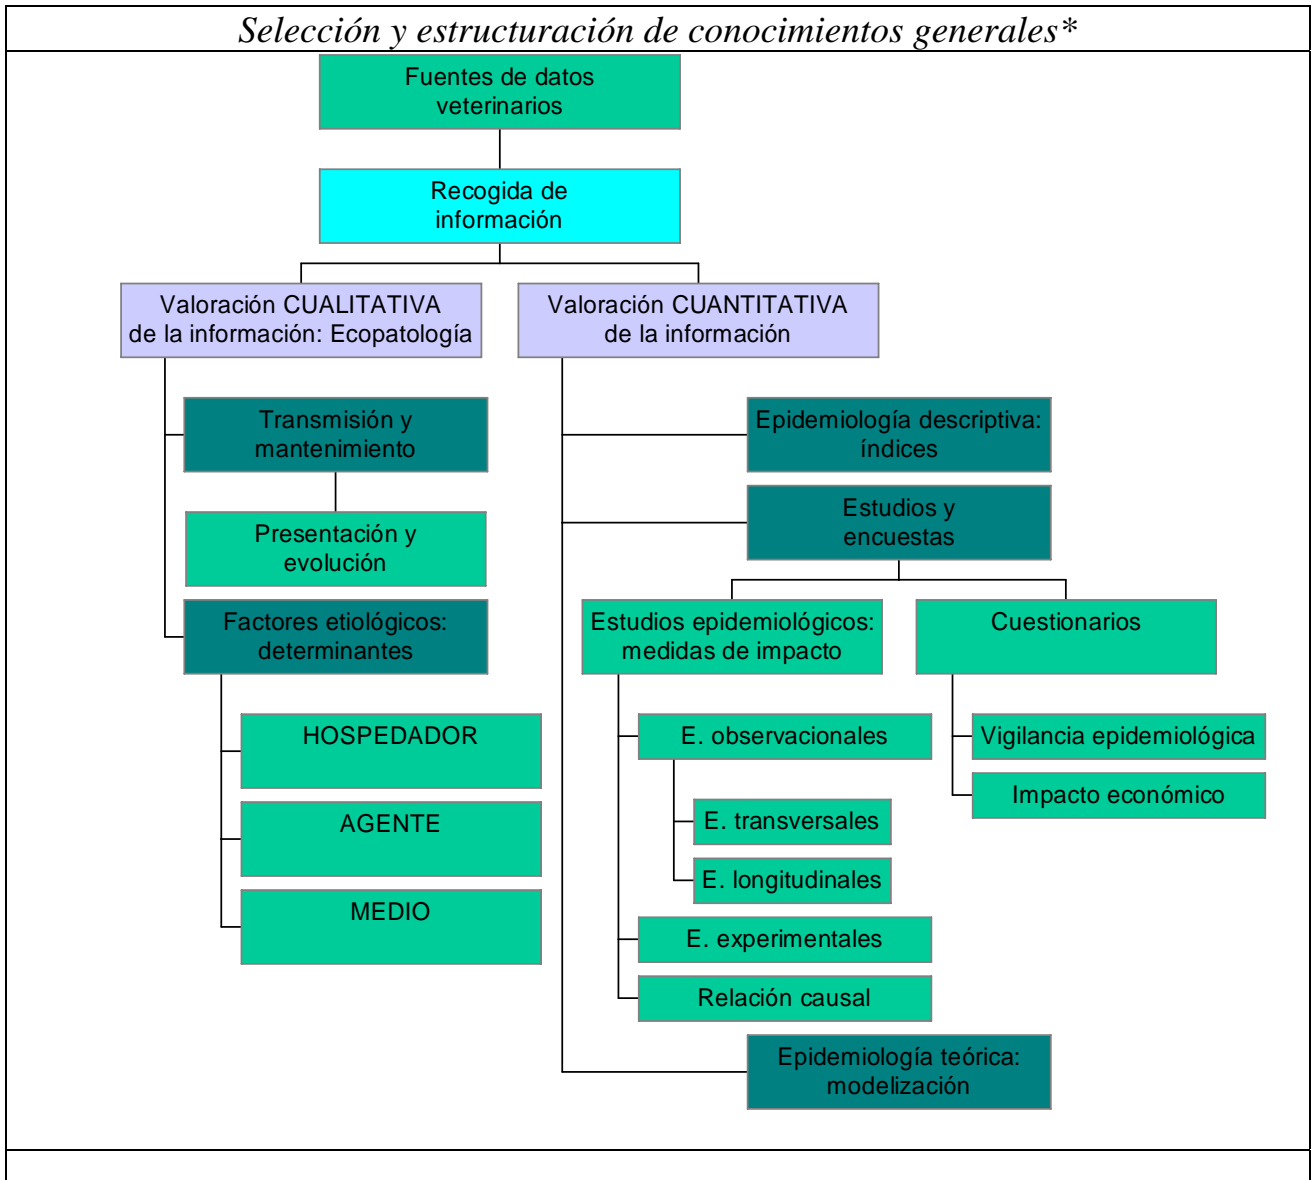 Selección y estructuración de conocimientos generales*
Fuentes de datos
veterinarios
Recogida de
información
Valoración CUALITATIVA
de la información: Ecopatología
Valoración CUANTITATIVA
de la información
Transmisión y
mantenimiento
Presentación y
evolución
Factores etiológicos:
determinantes
HOSPEDADOR
AGENTE
MEDIO
Epidemiología descriptiva:
índices
Estudios y
encuestas
Estudios epidemiológicos:
medidas de impacto
E. observacionales
E. transversales
E. longitudinales
E. experimentales
Relación causal
Cuestionarios
Vigilancia epidemiológica
Impacto económico
Epidemiología teórica:
modelización